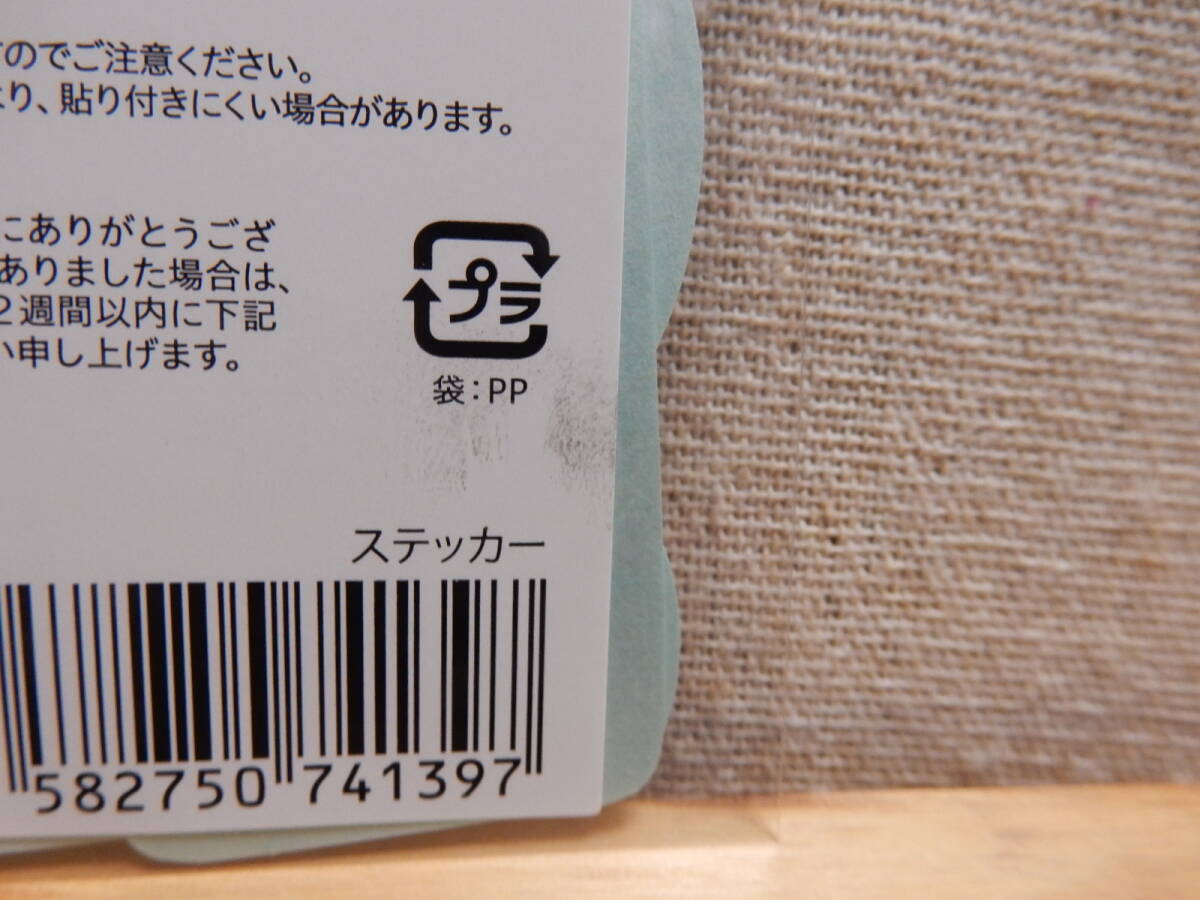 のでご注意ください。
り、貼り付きにくい場合があります。
にありがとうござ
ありました場合は、
２週間以内に下記
い申し上げます。
プラ
袋：PP
ステッカー
582750 741397